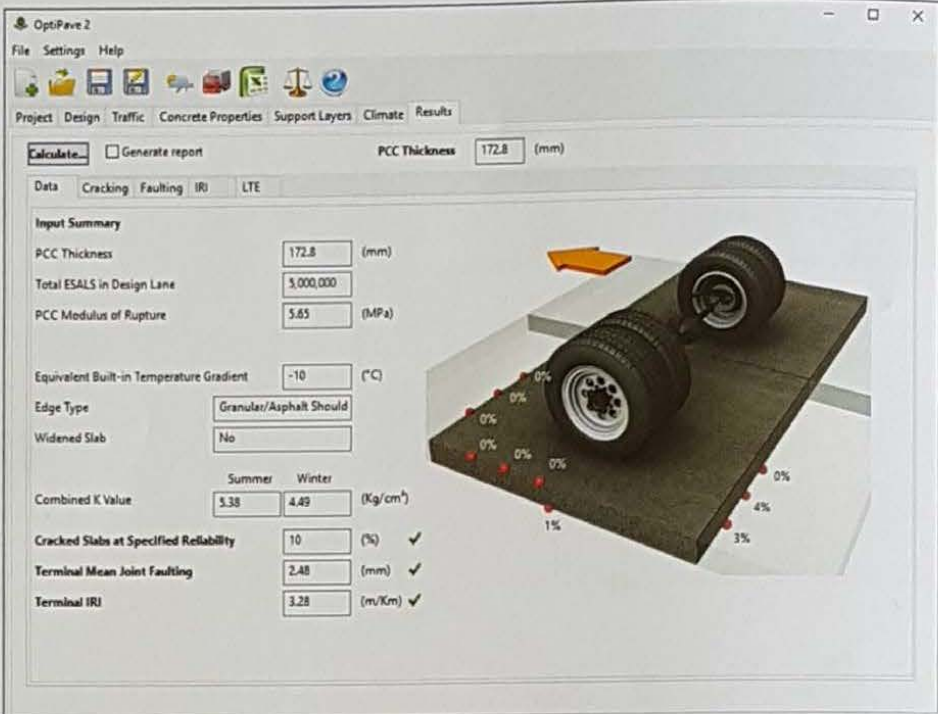 OptiPave 2
File Settings Help
Project Design Traffic Concrete Properties Support Layers Climate Results
Calculate... Generate report PCC Thickness 172.8 (mm)
Data Cracking Faulting IRI LTE
Input Summary
PCC Thickness 172.8 (mm)
Total ESALS in Design Lane 5,000,000
PCC Modulus of Rupture 5.65 (MPa)
Equivalent Built-in Temperature Gradient -10 (°C)
Edge Type Granular/Asphalt Should
Widened Slab No
Summer Winter
Combined K Value 5.38 4.49 (Kg/cm³)
Cracked Slabs at Specified Reliability 10 (%)
Terminal Mean Joint Faulting 2.48 (mm)
Terminal IRI 3.28 (m/Km)
0%
0%
0%
0%
0%
0%
1%
0%
4%
3%